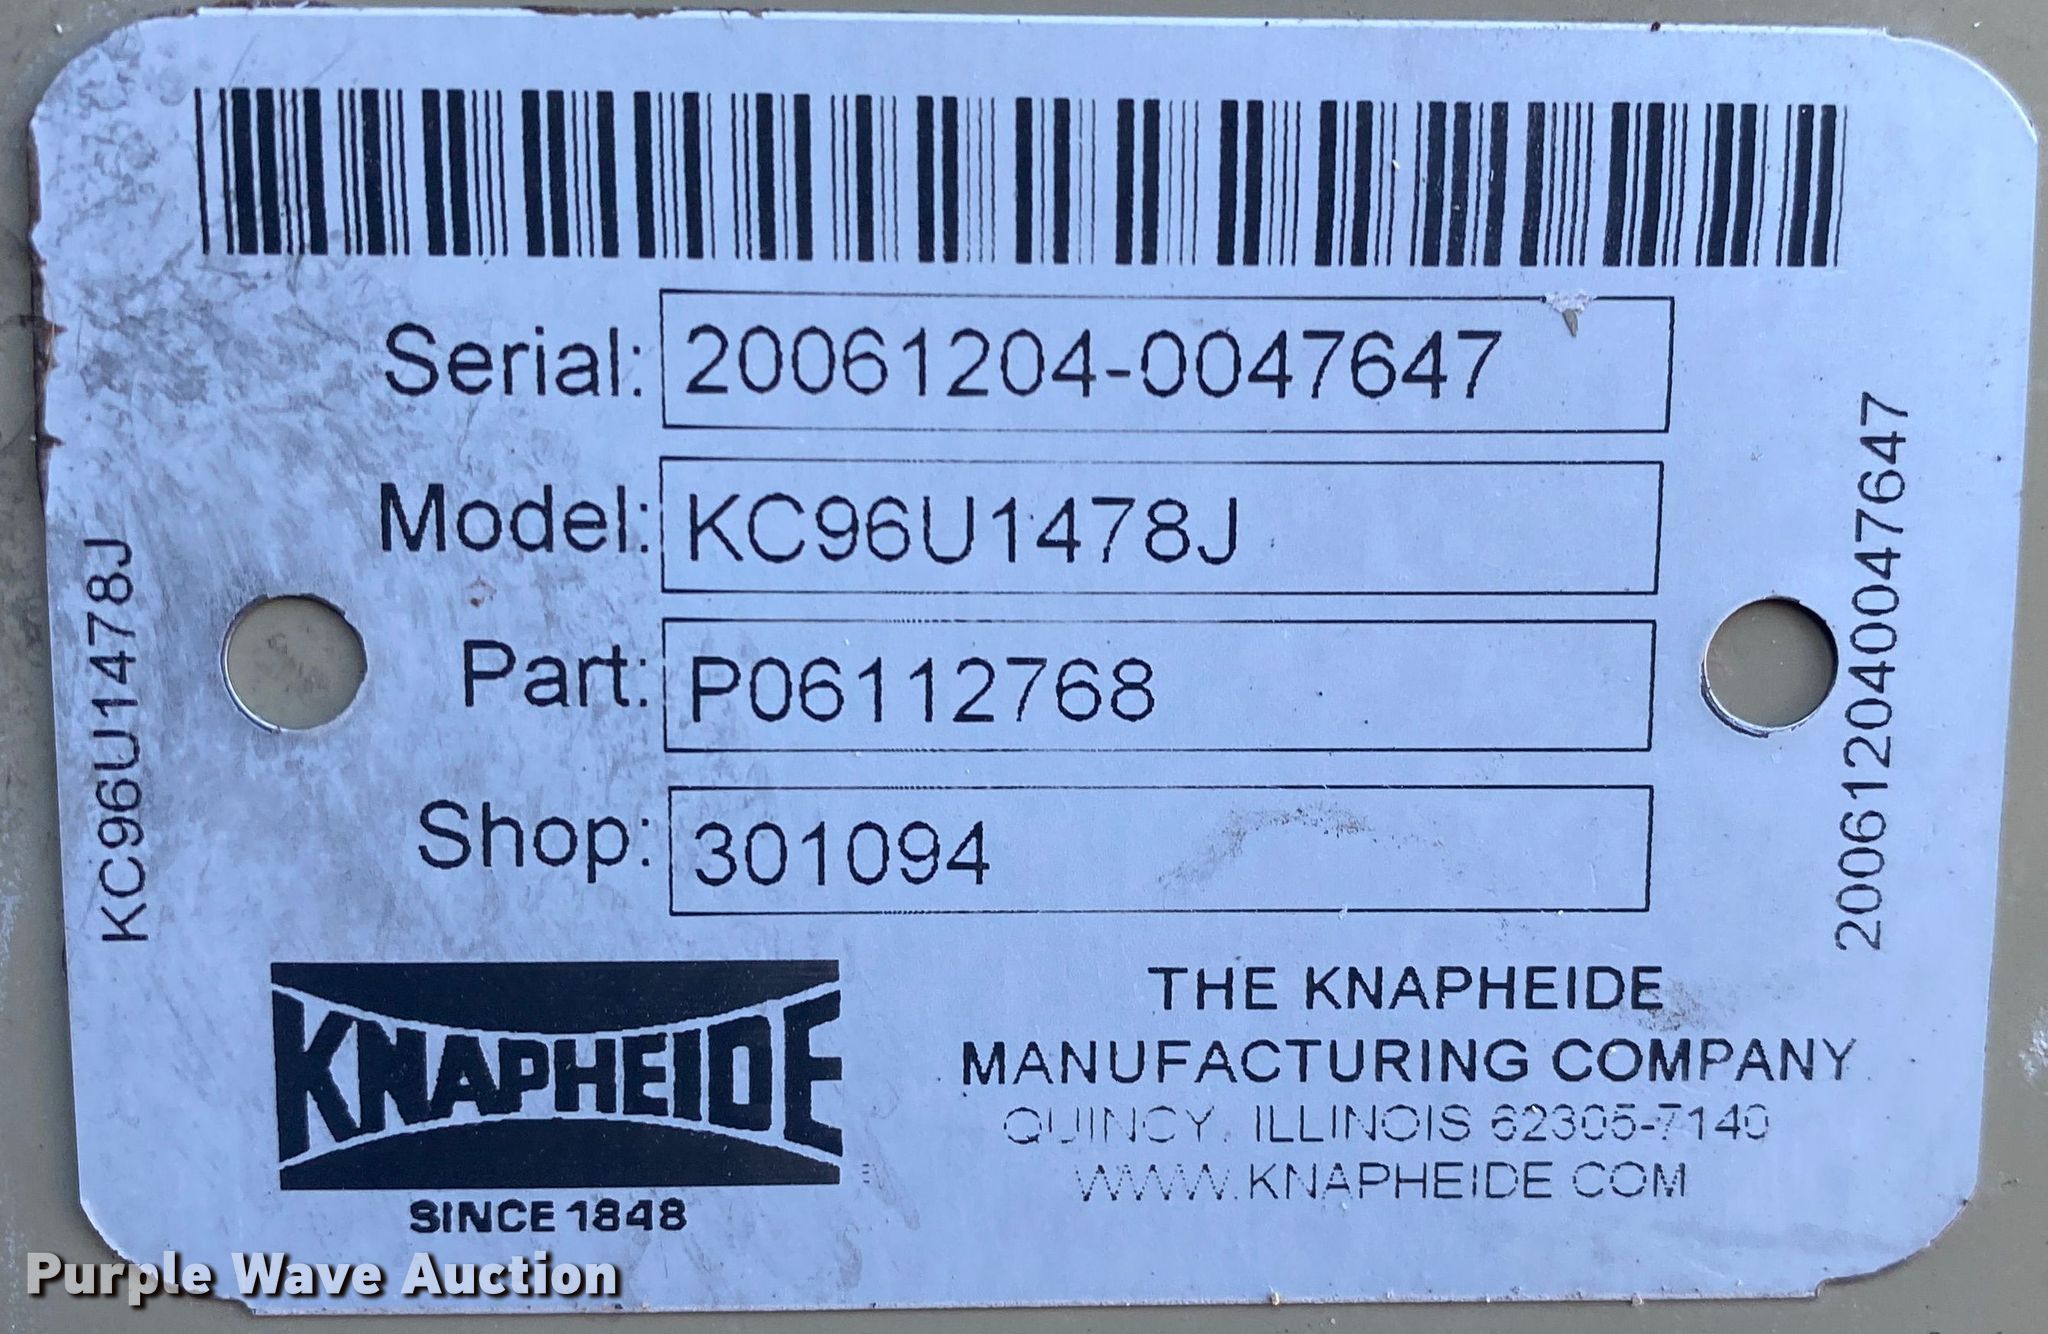 Serial: 20061204-0047647
Model: KC96U1478J
Part: P06112768
Shop: 301094
KC96U1478J
200612040047647
KNAPHEIDE
SINCE 1848
THE KNAPHEIDE
MANUFACTURING COMPANY
QUINCY, ILLINOIS 62305-7140
WWW.KNAPHEIDE.COM
Purple Wave Auction